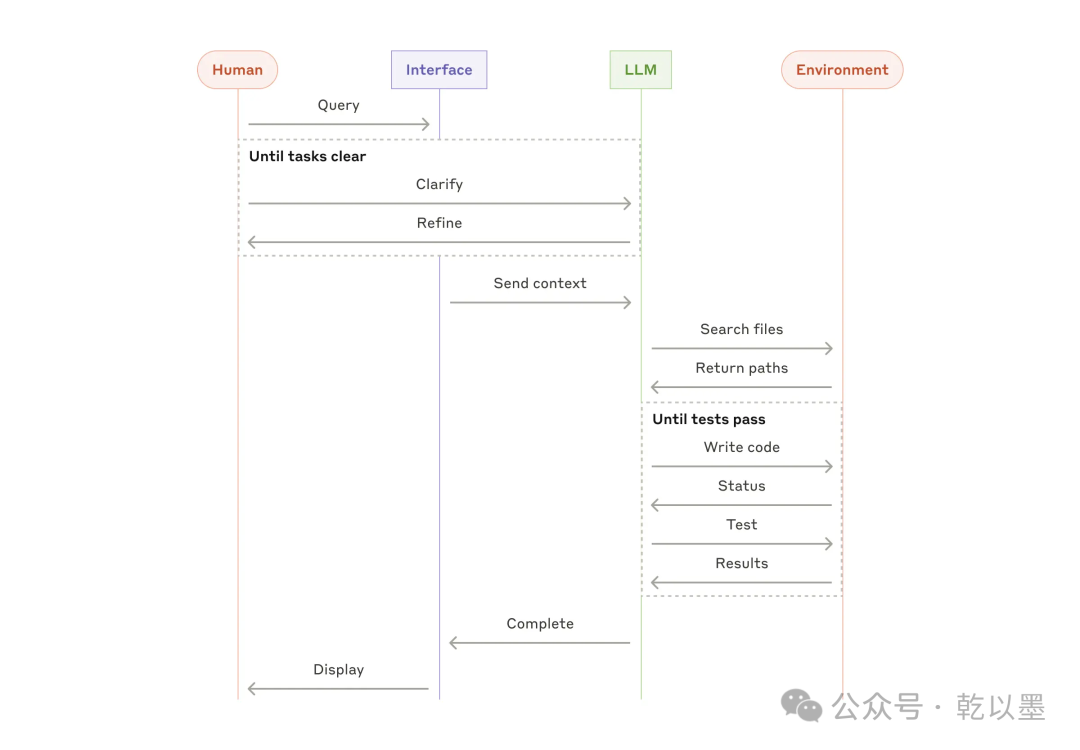 Human
Interface
LLM
Environment
Query
Until tasks clear
Clarify
Refine
Send context
Search files
Return paths
Until tests pass
Write code
Status
Test
Results
Complete
Display
公众号 · 乾以墨